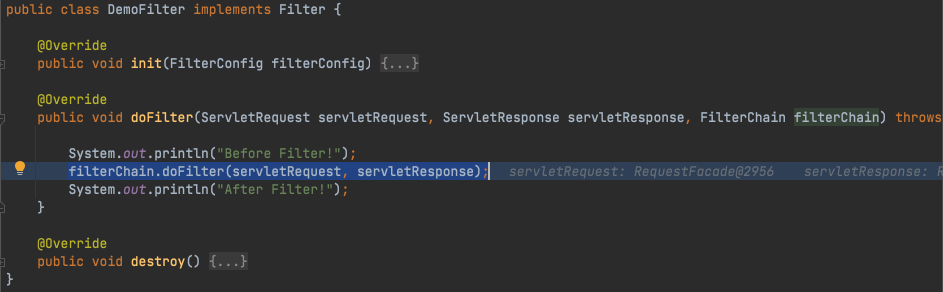 public class DemoFilter implements Filter {
@Override
public void init(FilterConfig filterConfig) {...}
@Override
public void doFilter(ServletRequest servletRequest, ServletResponse servletResponse, FilterChain filterChain) throws
System.out.println("Before Filter!");
filterChain.doFilter(servletRequest, servletResponse); servletRequest: RequestFacade@2956 servletResponse: R
System.out.println("After Filter!");
}
@Override
public void destroy() {...}
}